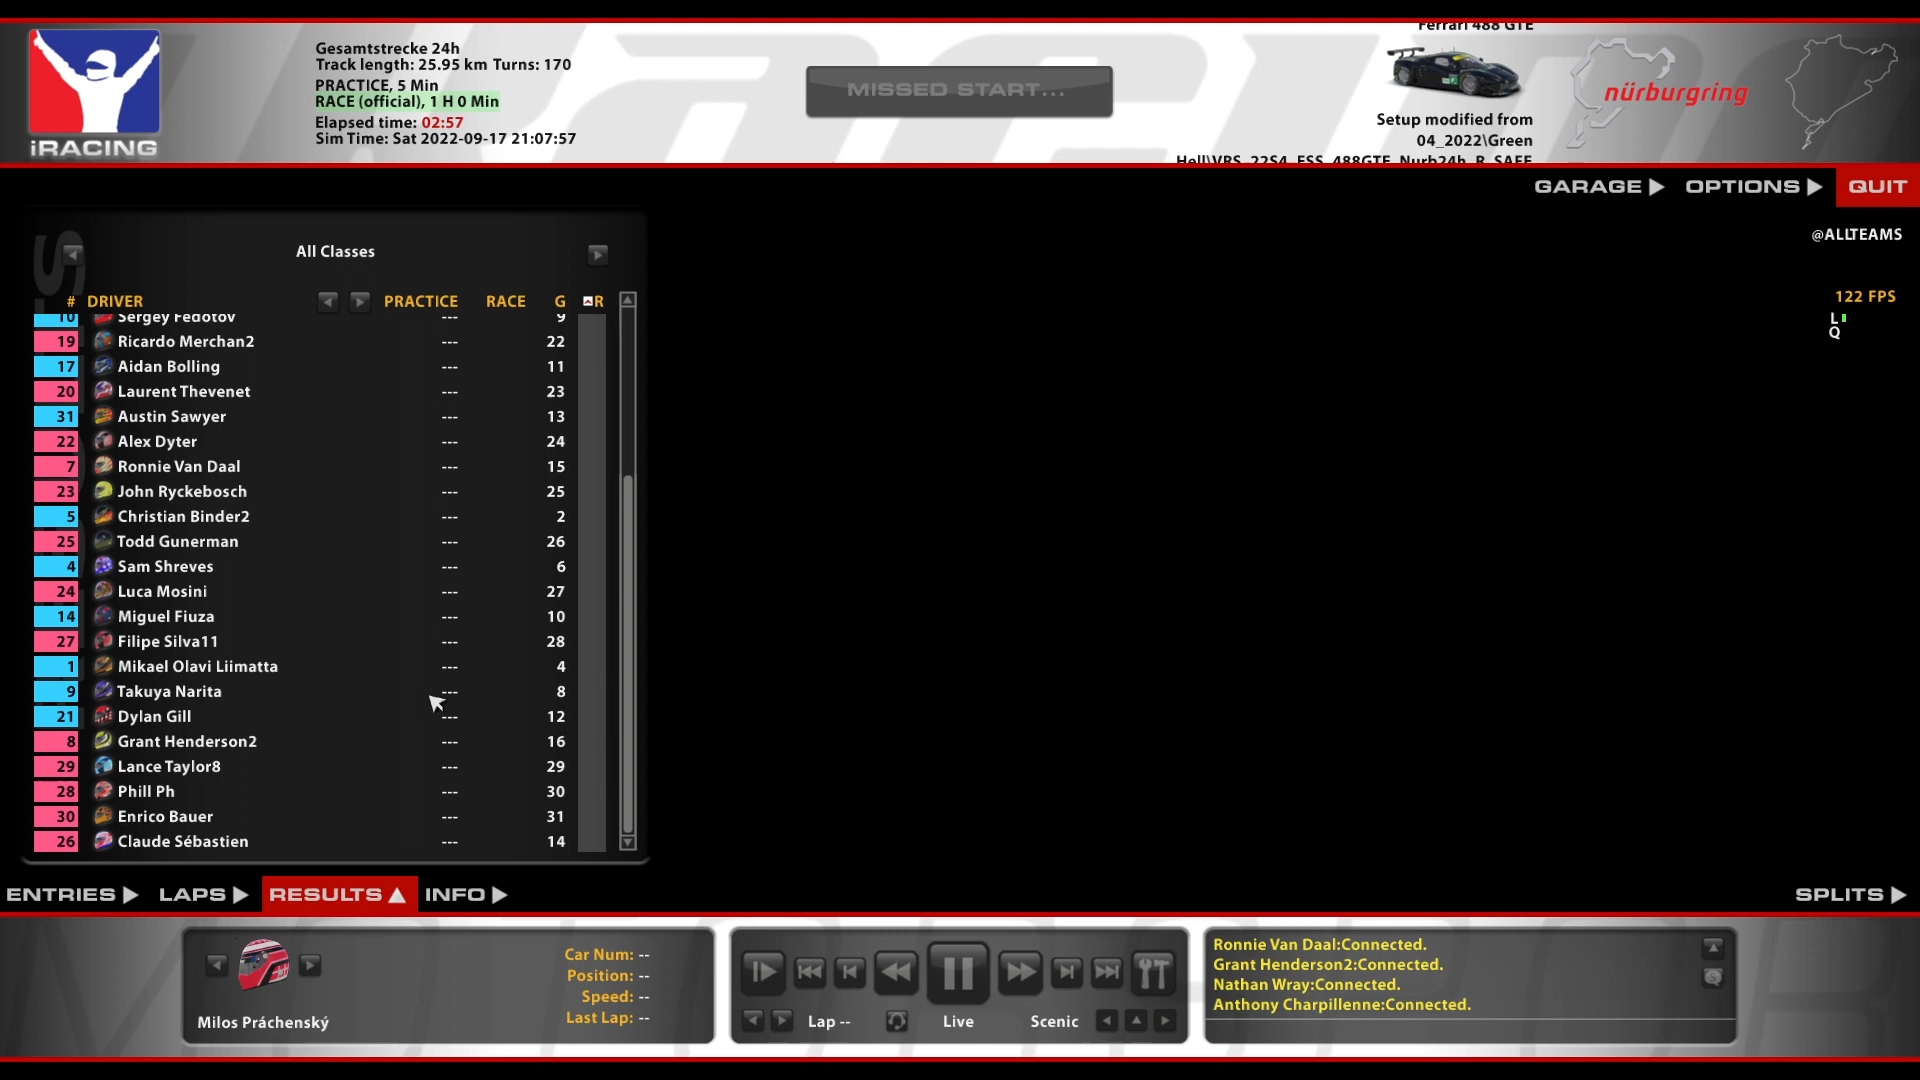 Ferrari 488 GTE
Gesamtstrecke 24h
Track length: 25.95 km Turns: 170
PRACTICE, 5 Min
RACE (official), 1 H 0 Min
Elapsed time: 02:57
Sim Time: Sat 2022-09-17 21:07:57
iRACING
MISSED START...
nürburgring
Setup modified from
04_2022\Green
Hell\VRS_22S4_ESS_488GTE_Nurb24h_R_SAFE
GARAGE OPTIONS QUIT
@ALLTEAMS
122 FPS
L
Q
All Classes
# DRIVER PRACTICE RACE G R
10 Sergey Fedotov --- 9
19 Ricardo Merchan2 --- 22
17 Aidan Bolling --- 11
20 Laurent Thevenet --- 23
31 Austin Sawyer --- 13
22 Alex Dyter --- 24
7 Ronnie Van Daal --- 15
23 John Ryckebosch --- 25
5 Christian Binder2 --- 2
25 Todd Gunerman --- 26
4 Sam Shreves --- 6
24 Luca Mosini --- 27
14 Miguel Fiuza --- 10
27 Filipe Silva11 --- 28
1 Mikael Olavi Liimatta --- 4
9 Takuya Narita --- 8
21 Dylan Gill --- 12
8 Grant Henderson2 --- 16
29 Lance Taylor8 --- 29
28 Phill Ph --- 30
30 Enrico Bauer --- 31
26 Claude Sébastien --- 14
ENTRIES LAPS RESULTS INFO SPLITS
Car Num: --
Position: --
Speed: --
Last Lap: --
Milos Práchenský
Lap -- Live Scenic
Ronnie Van Daal:Connected.
Grant Henderson2:Connected.
Nathan Wray:Connected.
Anthony Charpillenne:Connected.